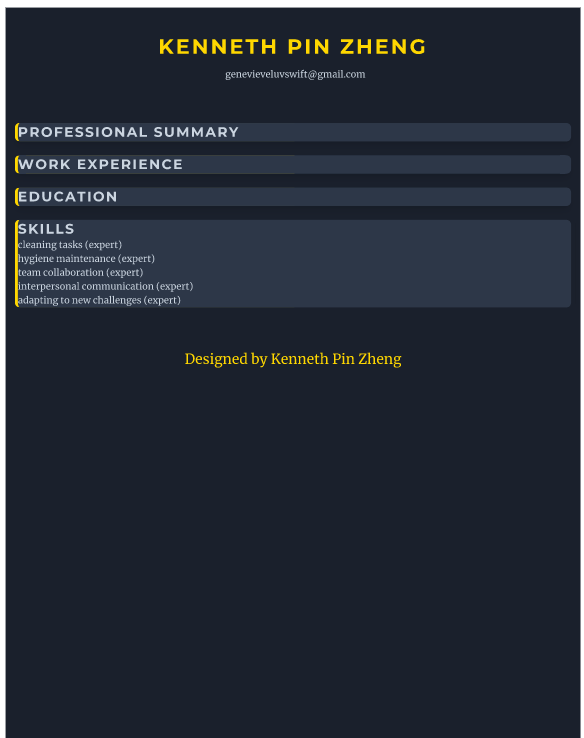 KENNETH PIN ZHENG
genevieveluvswift@gmail.com
PROFESSIONAL SUMMARY
WORK EXPERIENCE
EDUCATION
SKILLS
cleaning tasks (expert)
hygiene maintenance (expert)
team collaboration (expert)
interpersonal communication (expert)
adapting to new challenges (expert)
Designed by Kenneth Pin Zheng